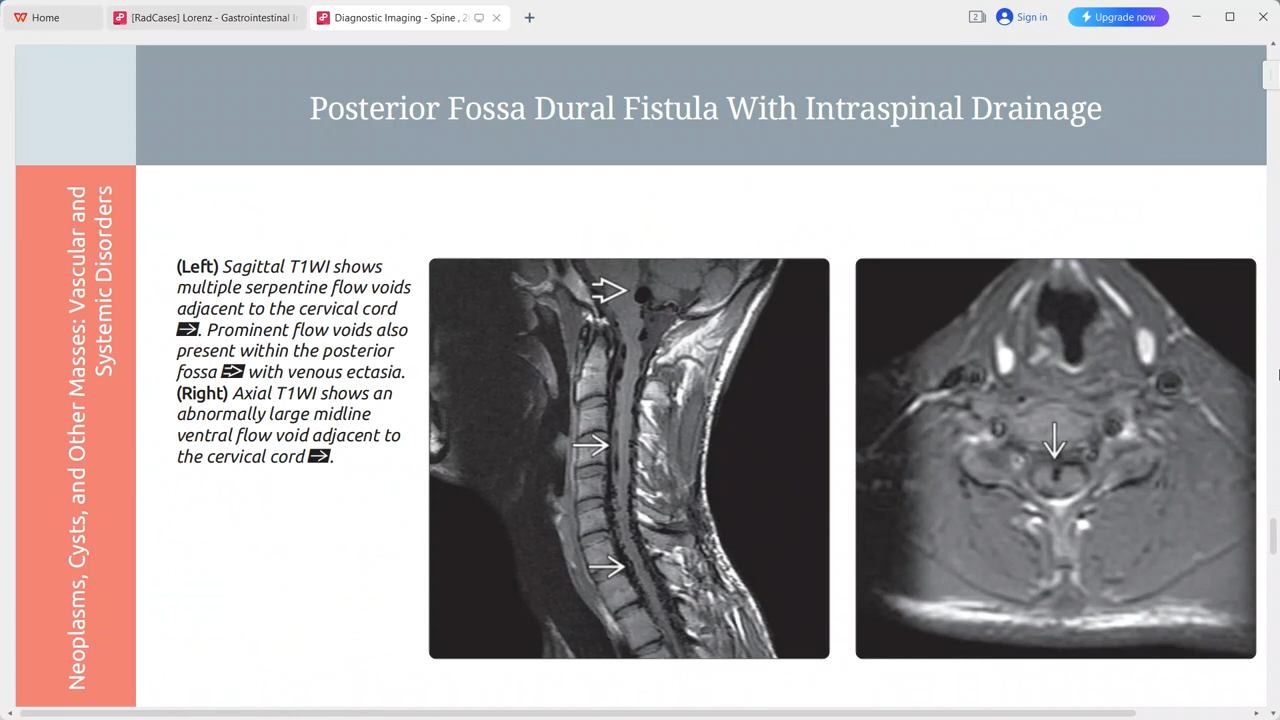 Home
[RadCases] Lorenz - Gastrointestinal I
Diagnostic Imaging - Spine , 2
2
Sign in
Upgrade now
Posterior Fossa Dural Fistula With Intraspinal Drainage
Neoplasms, Cysts, and Other Masses: Vascular and
Systemic Disorders
(Left) Sagittal T1WI shows
multiple serpentine flow voids
adjacent to the cervical cord
. Prominent flow voids also
present within the posterior
fossa with venous ectasia.
(Right) Axial T1WI shows an
abnormally large midline
ventral flow void adjacent to
the cervical cord .